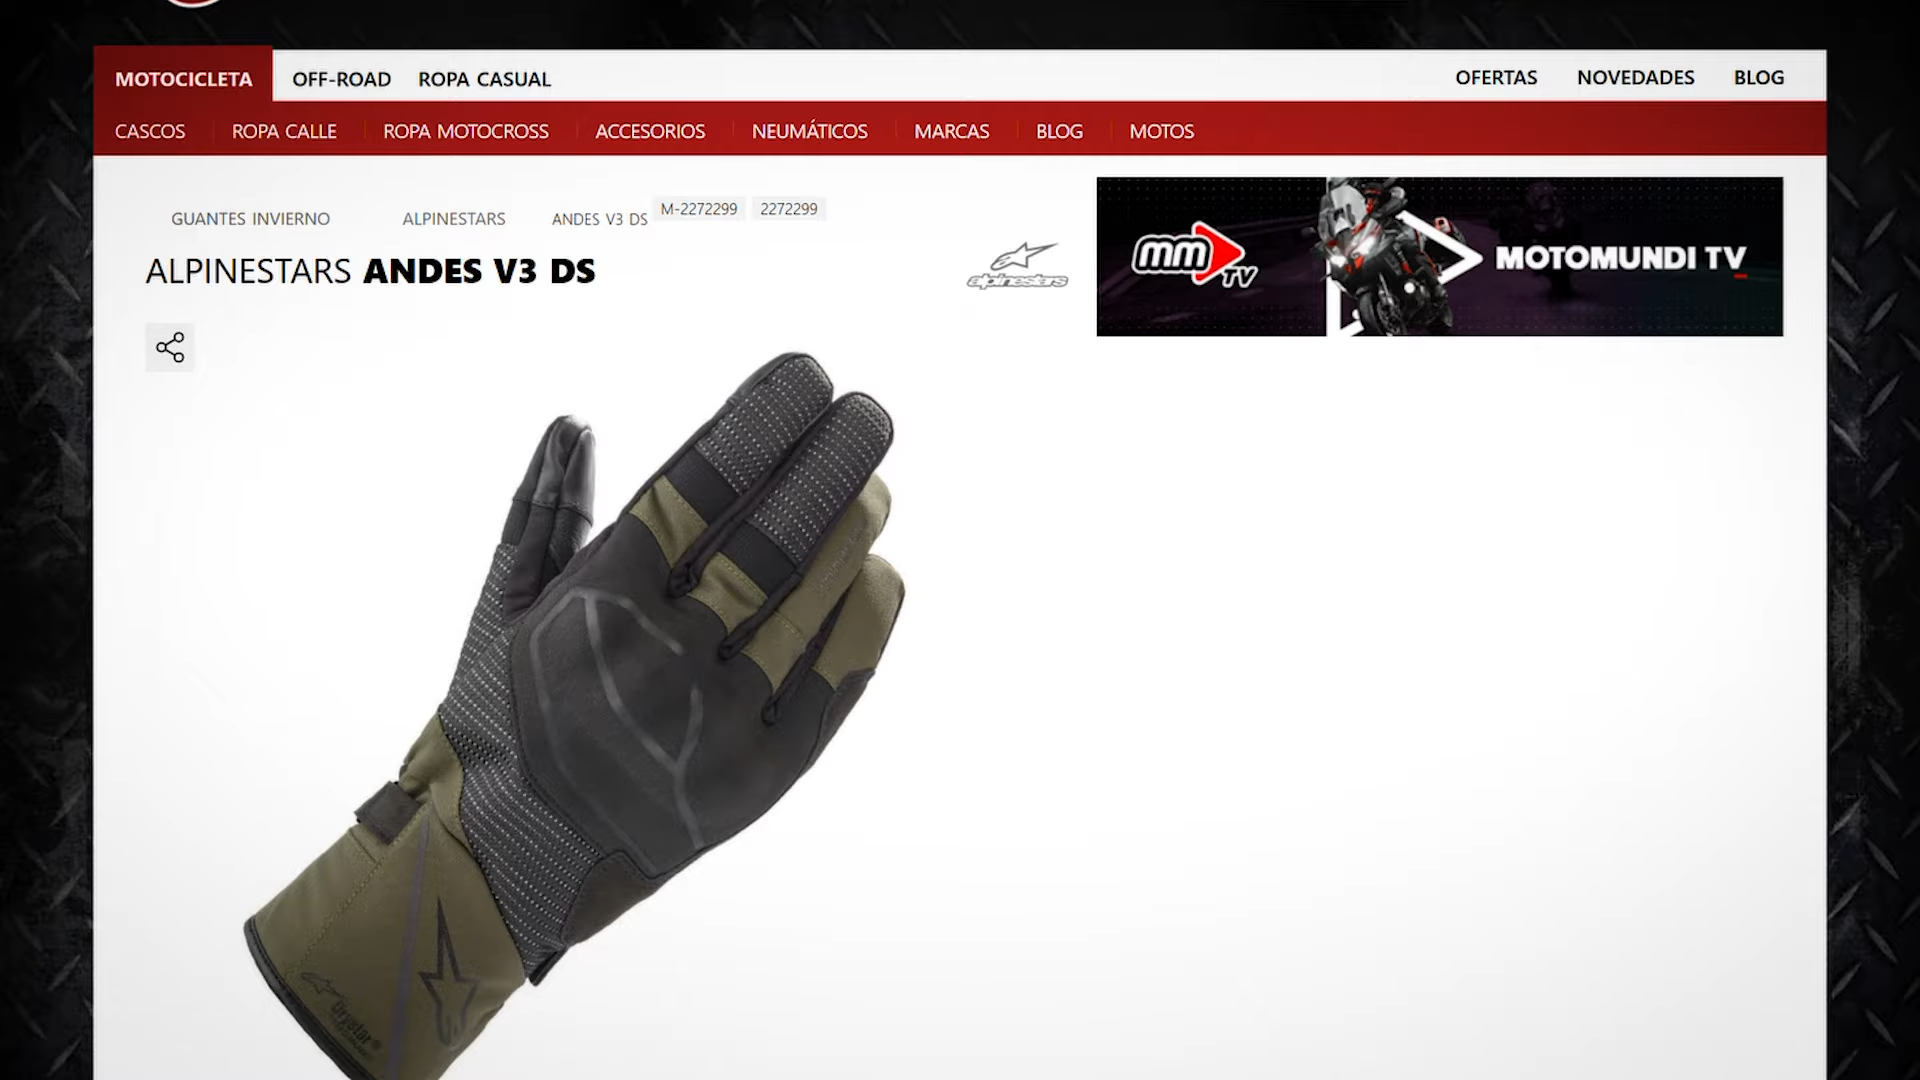 MOTOCICLETA OFF-ROAD ROPA CASUAL OFERTAS NOVEDADES BLOG
CASCOS ROPA CALLE ROPA MOTOCROSS ACCESORIOS NEUMÁTICOS MARCAS BLOG MOTOS
GUANTES INVIERNO ALPINESTARS ANDES V3 DS M-2272299 2272299
ALPINESTARS ANDES V3 DS
alpinestars
mm TV
MOTOMUNDI TV
Drystar®